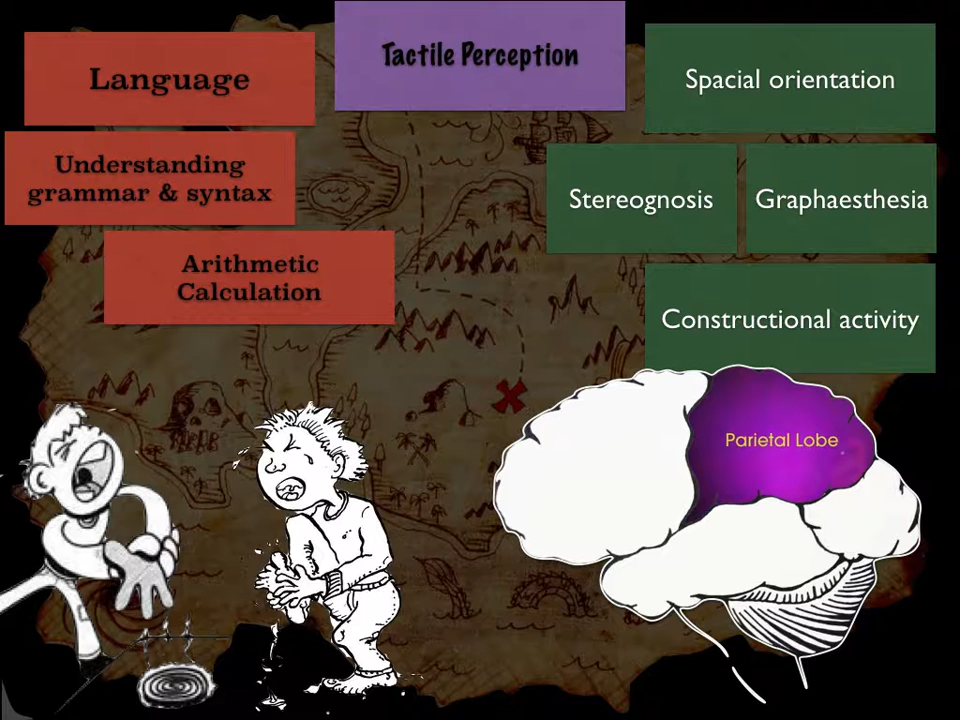 Language
Tactile Perception
Spacial orientation
Understanding
grammar & syntax
Stereognosis
Graphaesthesia
Arithmetic
Calculation
Constructional activity
Parietal Lobe